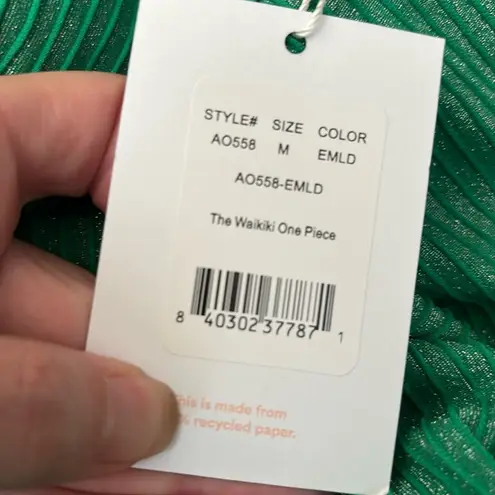 STYLE# SIZE COLOR
AO558 M EMLD
AO558-EMLD
The Waikiki One Piece
8 40302 37787 1
This is made from
% recycled paper.